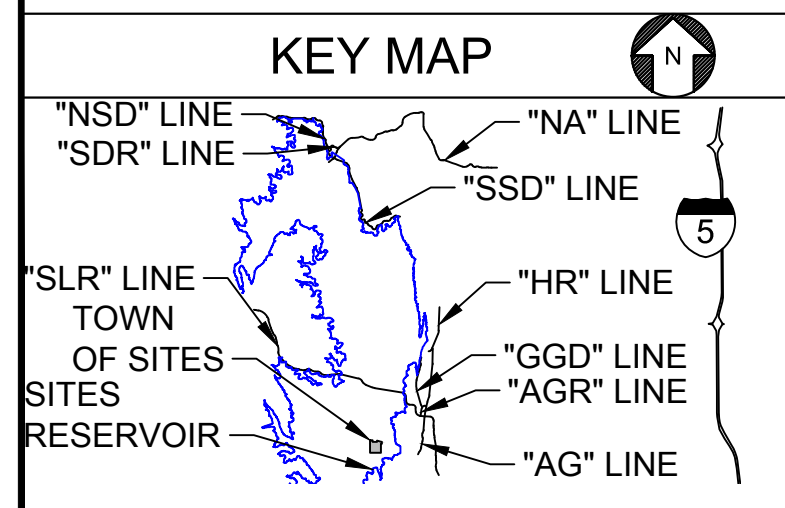 KEY MAP
N
"NSD" LINE
"SDR" LINE
"NA" LINE
"SSD" LINE
5
"SLR" LINE
TOWN
OF SITES
SITES
RESERVOIR
"HR" LINE
"GGD" LINE
"AGR" LINE
"AG" LINE